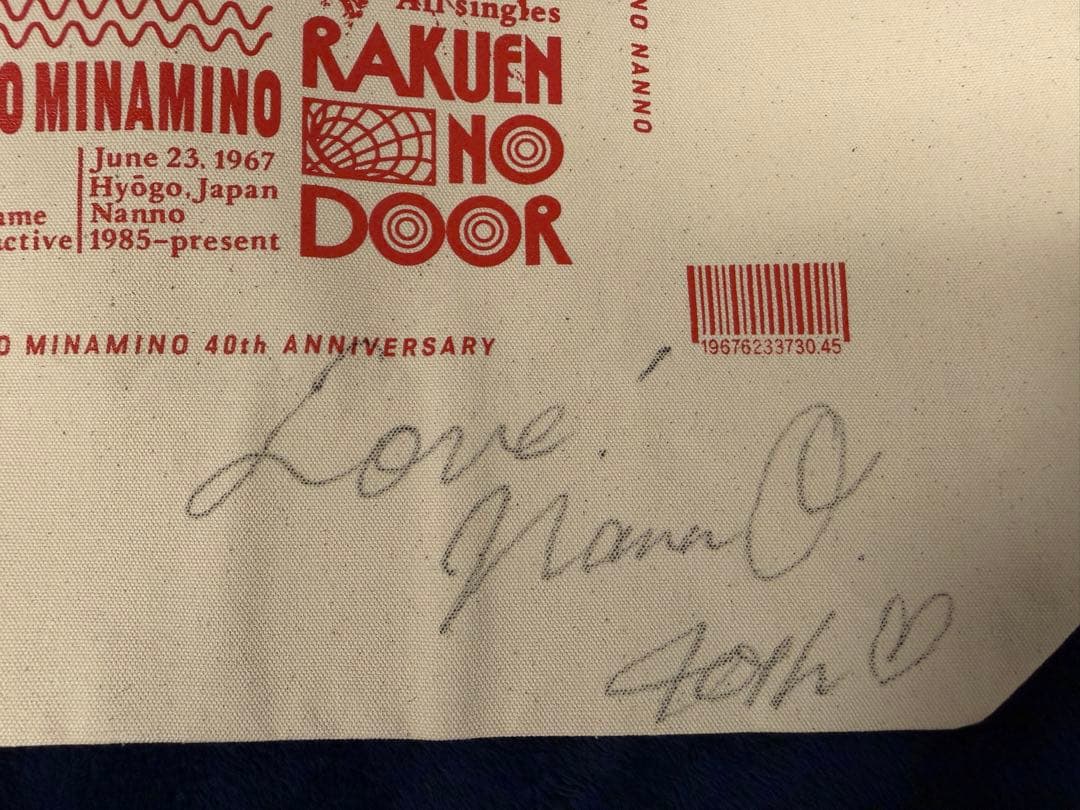 All singles
RAKUEN
NO
DOOR
O MINAMINO
June 23, 1967
Hyōgo, Japan
ame Nanno
active 1985–present
NO NANNO
O MINAMINO 40th ANNIVERSARY
19676233730.45
Love!
NannO.
40th ♡